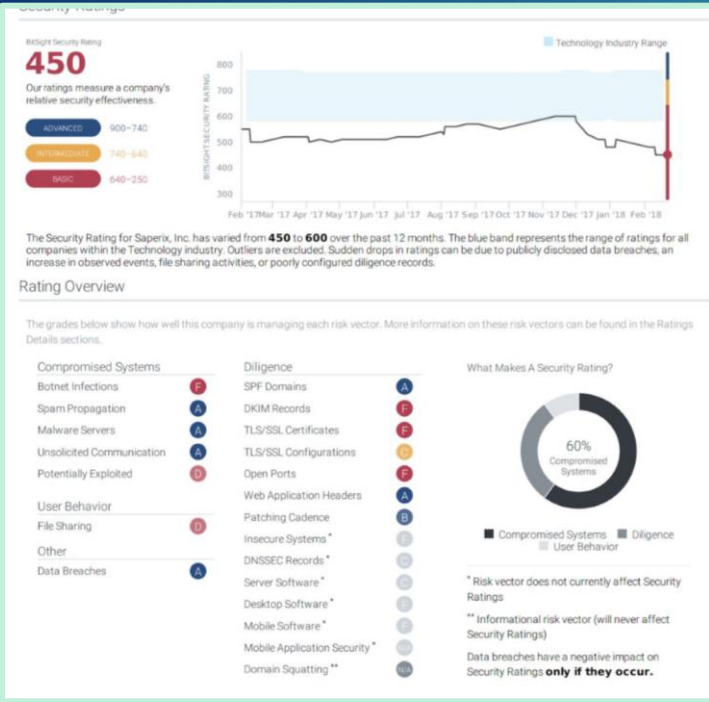 Security Ratings
BitSight Security Rating
450
Our ratings measure a company's
relative security effectiveness.
ADVANCED 900-740
INTERMEDIATE 740-640
BASIC 640-250
Technology Industry Range
BITSIGHT SECURITY RATING
800
700
600
500
400
300
Feb '17 Mar '17 Apr '17 May '17 Jun '17 Jul '17 Aug '17 Sep '17 Oct '17 Nov '17 Dec '17 Jan '18 Feb '18
The Security Rating for Saperix, Inc. has varied from 450 to 600 over the past 12 months. The blue band represents the range of ratings for all
companies within the Technology industry. Outliers are excluded. Sudden drops in ratings can be due to publicly disclosed data breaches, an
increase in observed events, file sharing activities, or poorly configured diligence records.
Rating Overview
The grades below show how well this company is managing each risk vector. More information on these risk vectors can be found in the Ratings
Details sections.
Compromised Systems
Botnet Infections F
Spam Propagation A
Malware Servers A
Unsolicited Communication A
Potentially Exploited D
User Behavior
File Sharing D
Other
Data Breaches A
Diligence
SPF Domains A
DKIM Records F
TLS/SSL Certificates F
TLS/SSL Configurations C
Open Ports F
Web Application Headers A
Patching Cadence B
Insecure Systems * F
DNSSEC Records * C
Server Software * C
Desktop Software * F
Mobile Software * F
Mobile Application Security * N/A
Domain Squatting ** N/A
What Makes A Security Rating?
60%
Compromised
Systems
Compromised Systems Diligence
User Behavior
* Risk vector does not currently affect Security
Ratings
** Informational risk vector (will never affect
Security Ratings)
Data breaches have a negative impact on
Security Ratings only if they occur.